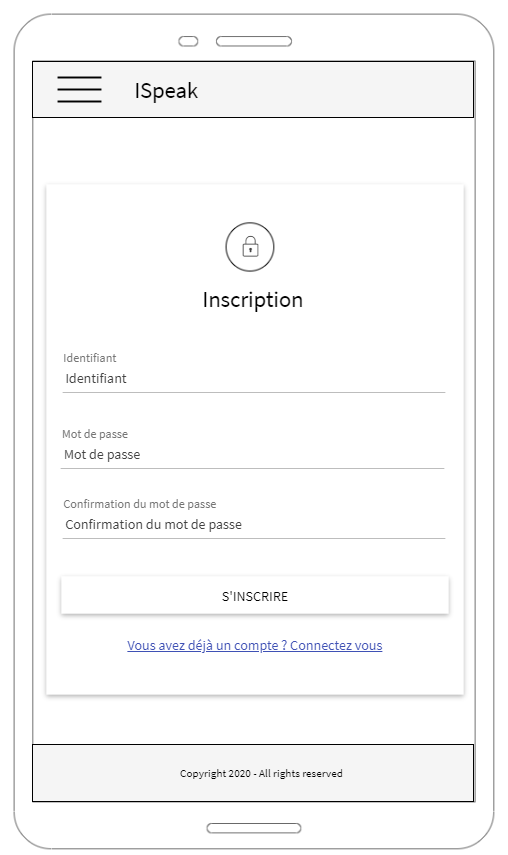 ISpeak
Inscription
Identifiant
Identifiant
Mot de passe
Mot de passe
Confirmation du mot de passe
Confirmation du mot de passe
S'INSCRIRE
Vous avez déjà un compte ? Connectez vous
Copyright 2020 - All rights reserved